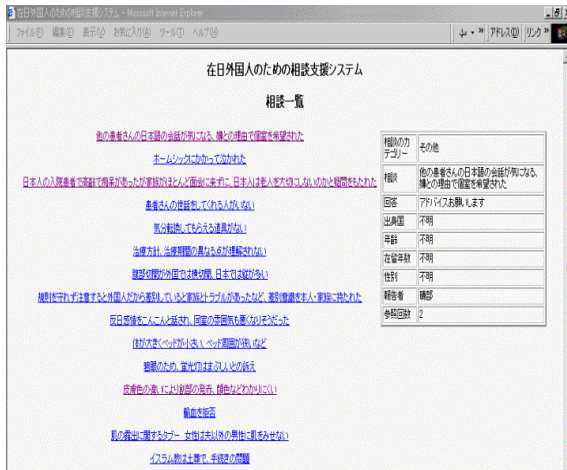 在日外国人のための相談支援システム - Microsoft Internet Explorer
ファイル(F) 編集(E) 表示(V) お気に入り(A) ツール(T) ヘルプ(H)
アドレス(D) リンク »
在日外国人のための相談支援システム
相談一覧
他の患者さんの日本語の会話が気になる、嫌との理由で個室を希望された
ホームシックにかかって泣かれた
日本人の入院患者で高齢で痴呆があったが家族がほとんど面会に来ずに、日本人は老人を大切にしないのかと疑問をもたれた
患者さんの世話をしてくれる人がいない
気分転換してもらえる道具がない
治療方針、治療期間の異なる点が理解されない
腹部切開が外国では横切開、日本では縦が多い
規則を守れず注意すると外国人だから差別していると家族とトラブルがあったなど、差別意識を本人・家族に持たれた
反日感情をこんこんと話され、同室の雰囲気も悪くなりそうだった
体が大きくベッドが小さい、ベッド周囲が狭いなど
碧眼のため、蛍光灯はまぶしいとの訴え
皮膚色の違いにより創部の発赤、顔色などわかりにくい
輸血を拒否
肌の露出に関するタブー 女性は夫以外の男性に肌をみせない
イスラム教は土葬で、手続きの問題
相談のカテゴリー その他
相談 他の患者さんの日本語の会話が気になる、
嫌との理由で個室を希望された
回答 アドバイスお願いします
出身国 不明
年齢 不明
在留年数 不明
性別 不明
報告者 磯部
参照回数 2